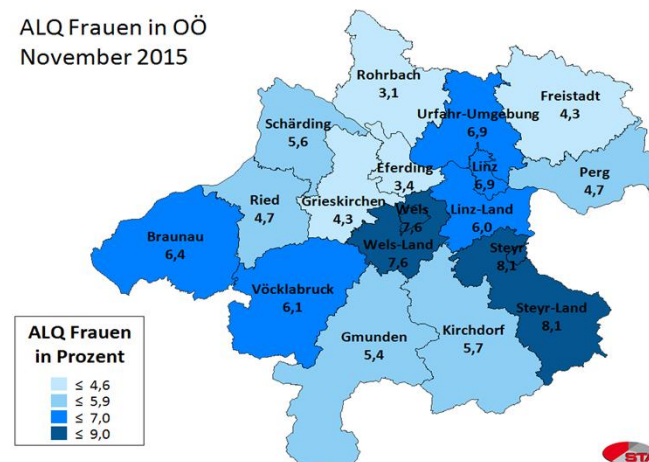 ALQ Frauen in OÖ
November 2015
Rohrbach
3,1
Freistadt
4,3
Urfahr-Umgebung
6,9
Schärding
5,6
Linz
6,9
Eferding
3,4
Perg
4,7
Ried
4,7
Grieskirchen
4,3
Wels
7,6
Linz-Land
6,0
Braunau
6,4
Wels-Land
7,6
Steyr
8,1
Vöcklabruck
6,1
Steyr-Land
8,1
Gmunden
5,4
Kirchdorf
5,7
ALQ Frauen
in Prozent
≤ 4,6
≤ 5,9
≤ 7,0
≤ 9,0